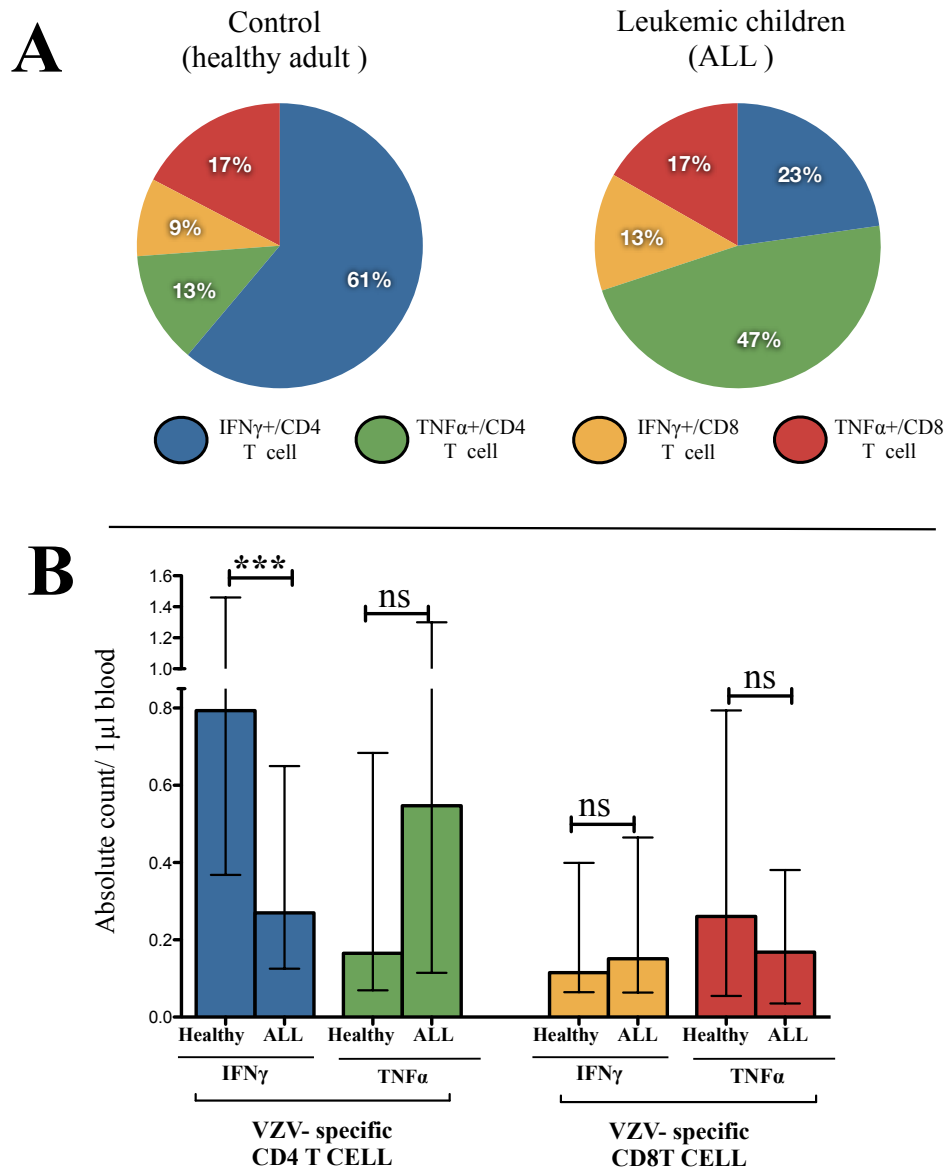 A
Control
(healthy adult )
Leukemic children
(ALL )
17%
9%
13%
61%
17%
23%
13%
47%
IFNγ+/CD4
T cell
TNFα+/CD4
T cell
IFNγ+/CD8
T cell
TNFα+/CD8
T cell
B
Absolute count/ 1µl blood
1.6
1.4
1.2
1.0
0.8
0.6
0.4
0.2
0.0
***
ns
ns
ns
Healthy ALL Healthy ALL Healthy ALL Healthy ALL
IFNγ TNFα IFNγ TNFα
VZV- specific
CD4 T CELL
VZV- specific
CD8T CELL